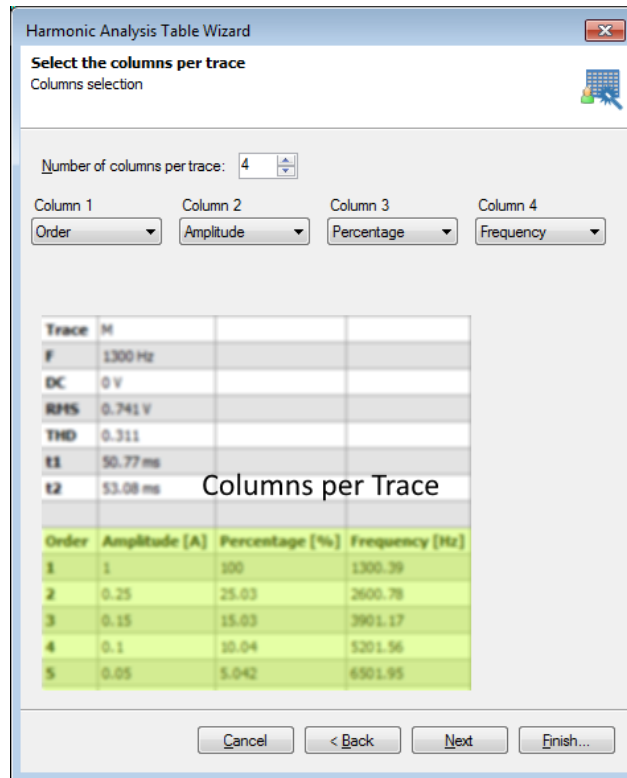 Harmonic Analysis Table Wizard
Select the columns per trace
Columns selection
Number of columns per trace: 4
Column 1 Column 2 Column 3 Column 4
Order Amplitude Percentage Frequency
Trace M
F 1300 Hz
DC 0 V
RMS 0.741 V
THD 0.311
t1 50.77 ms
t2 53.08 ms
Columns per Trace
Order Amplitude [A] Percentage [%] Frequency [Hz]
1 1 100 1300.39
2 0.25 25.03 2600.78
3 0.15 15.03 3901.17
4 0.1 10.04 5201.56
5 0.05 5.042 6501.95
Cancel < Back Next Finish...